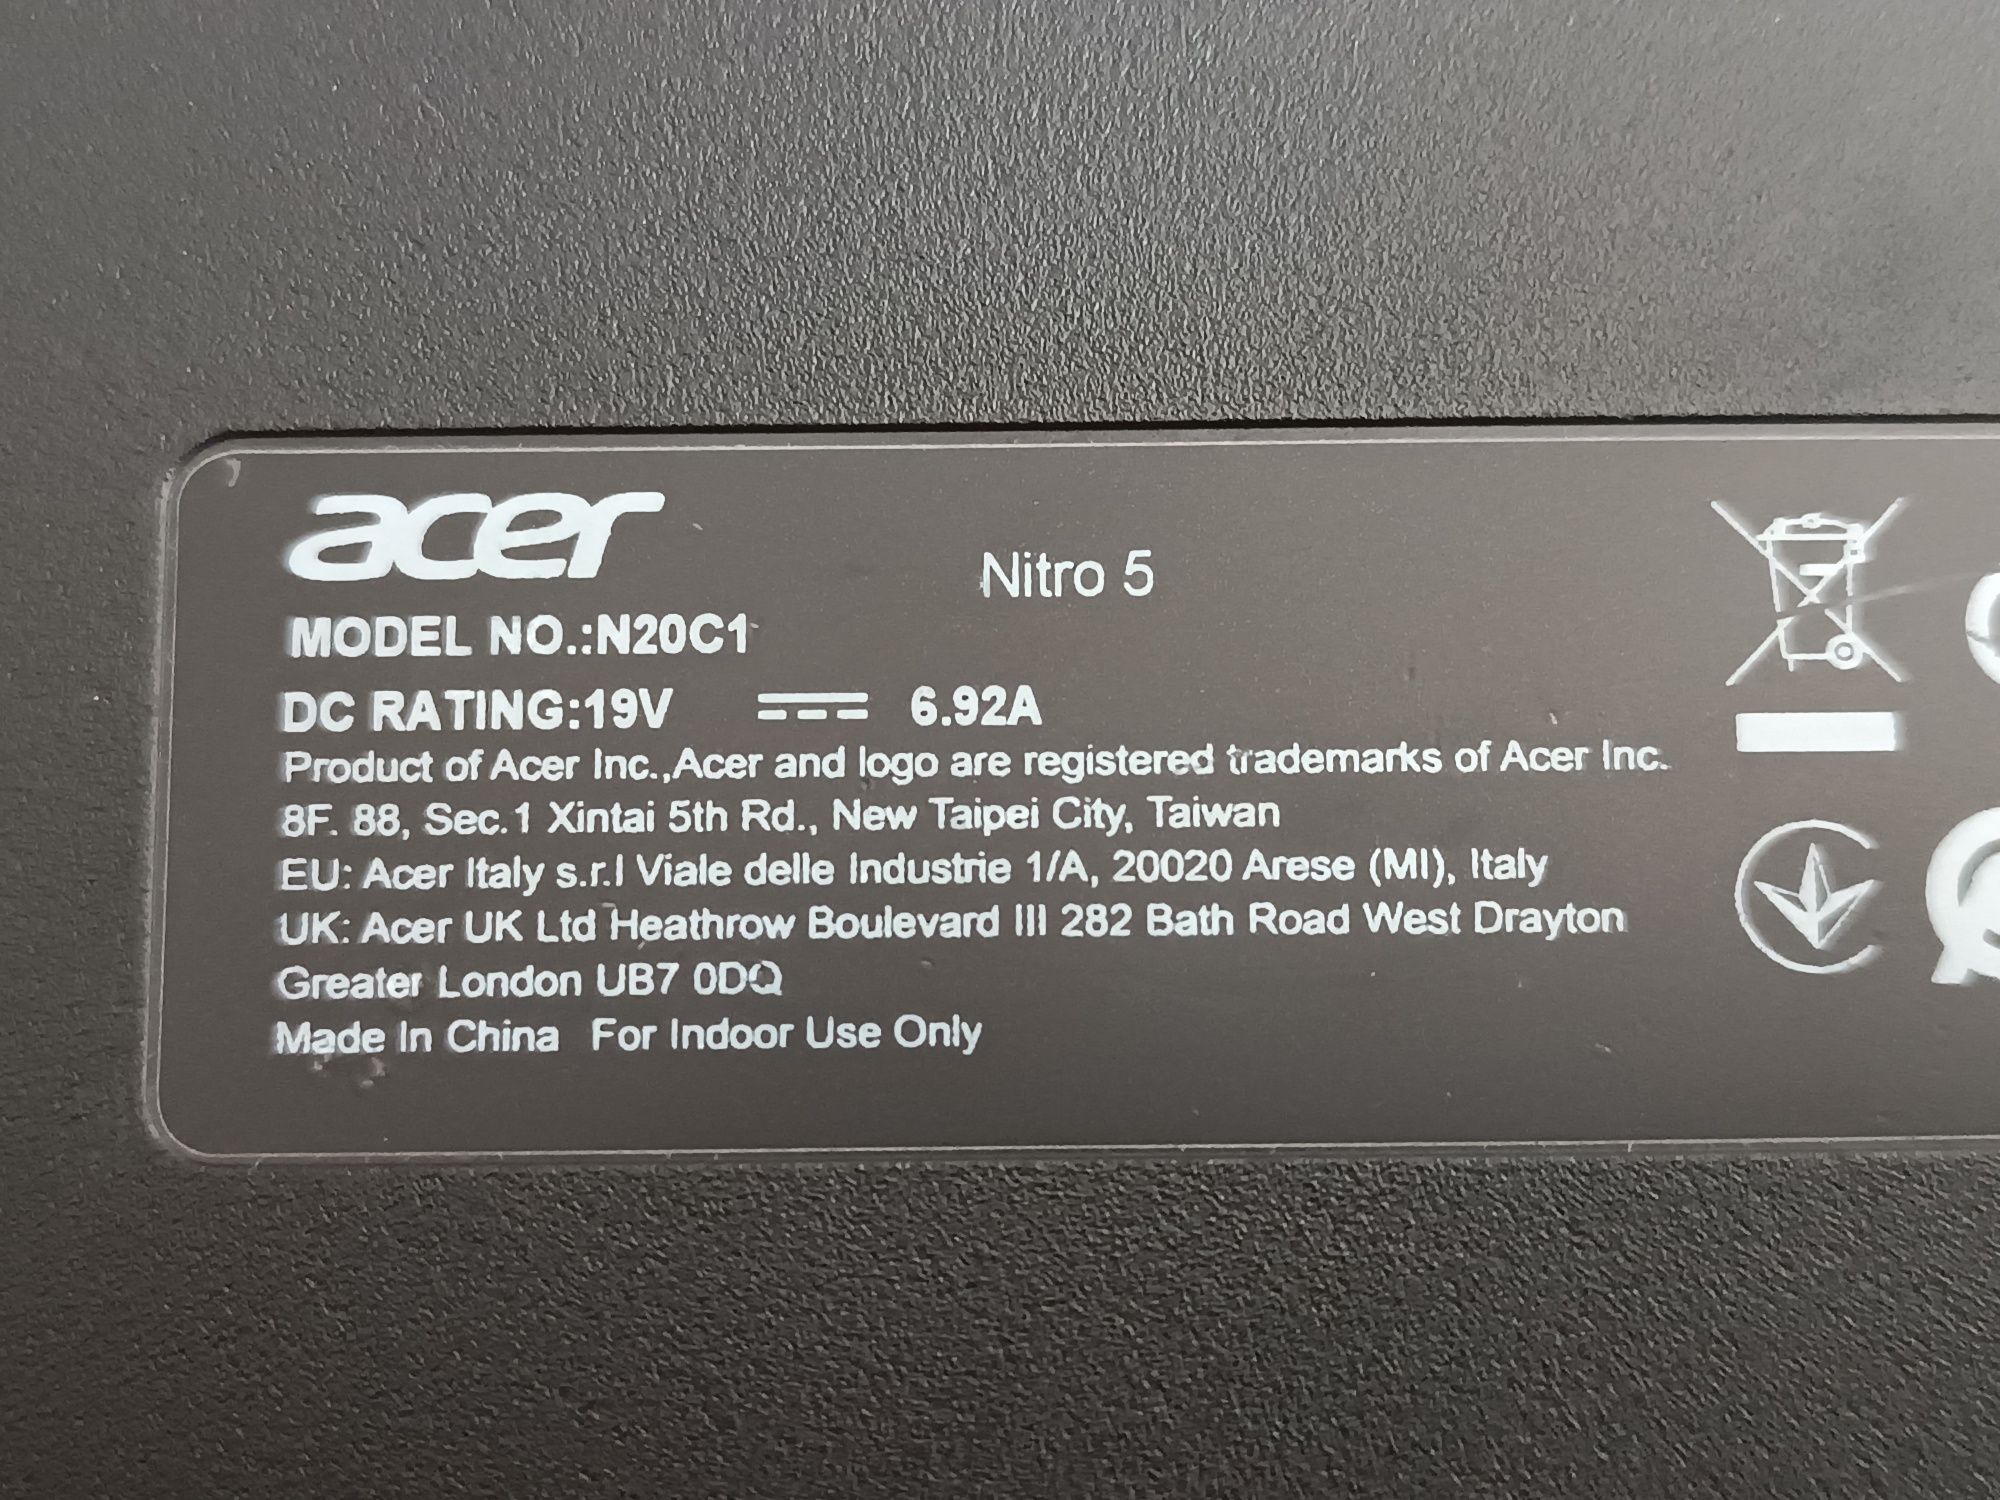 acer
Nitro 5
MODEL NO.:N20C1
DC RATING:19V 6.92A
Product of Acer Inc.,Acer and logo are registered trademarks of Acer Inc.
8F. 88, Sec.1 Xintai 5th Rd., New Taipei City, Taiwan
EU: Acer Italy s.r.l Viale delle Industrie 1/A, 20020 Arese (MI), Italy
UK: Acer UK Ltd Heathrow Boulevard III 282 Bath Road West Drayton
Greater London UB7 0DQ
Made In China For Indoor Use Only